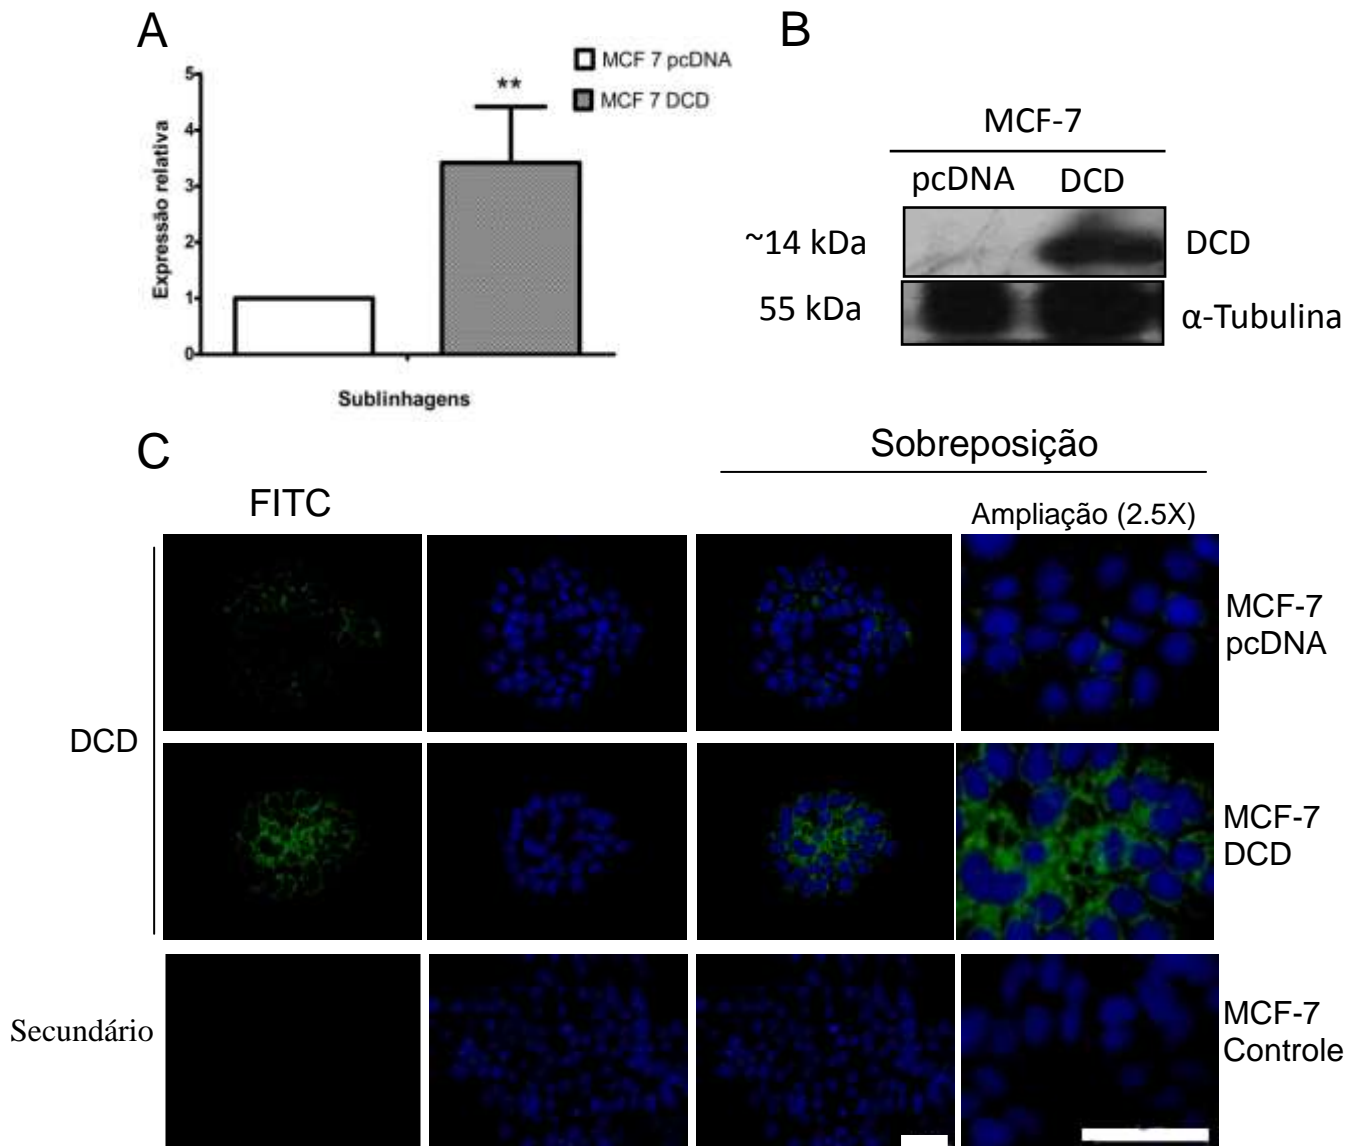 A
MCF 7 pcDNA
MCF 7 DCD
**
5
4
3
2
1
0
Expressão relativa
Sublinhagens
B
MCF-7
pcDNA DCD
~14 kDa
DCD
55 kDa
α-Tubulina
C
Sobreposição
FITC
Ampliação (2.5X)
DCD
MCF-7
pcDNA
MCF-7
DCD
Secundário
MCF-7
Controle